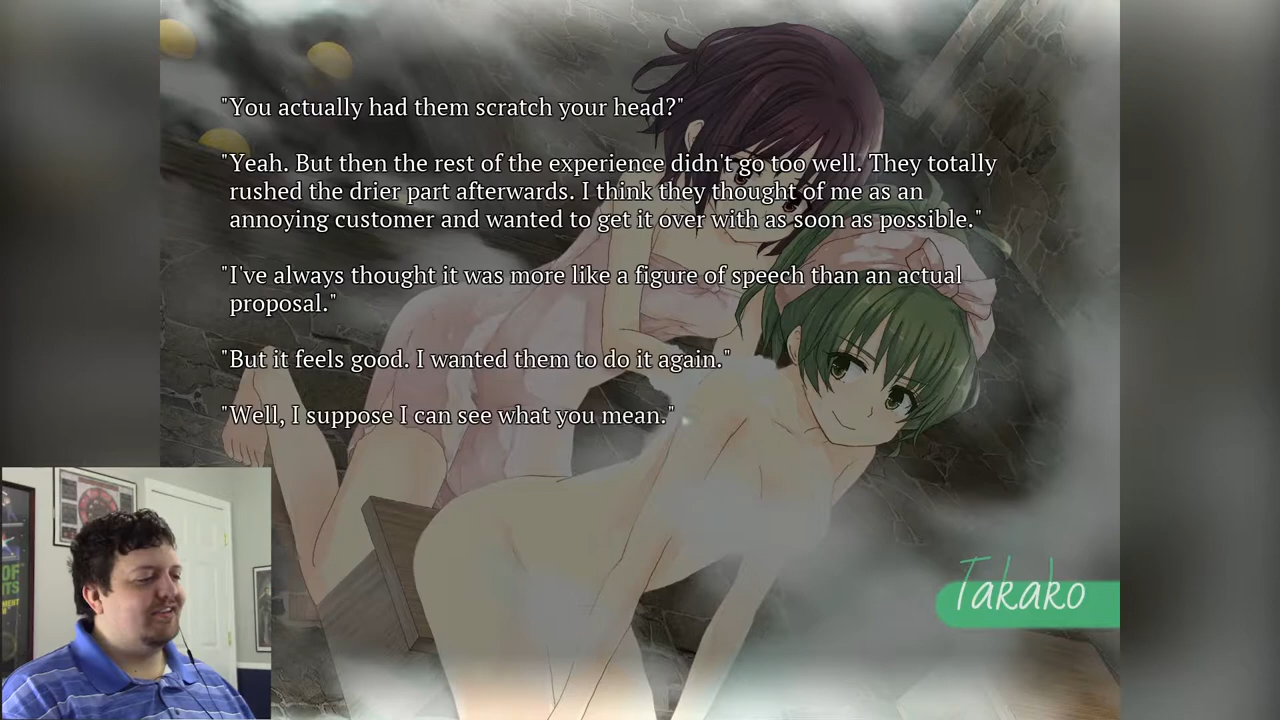 "You actually had them scratch your head?"
"Yeah. But then the rest of the experience didn't go too well. They totally
rushed the drier part afterwards. I think they thought of me as an
annoying customer and wanted to get it over with as soon as possible."
"I've always thought it was more like a figure of speech than an actual
proposal."
"But it feels good. I wanted them to do it again."
"Well, I suppose I can see what you mean."
Takako